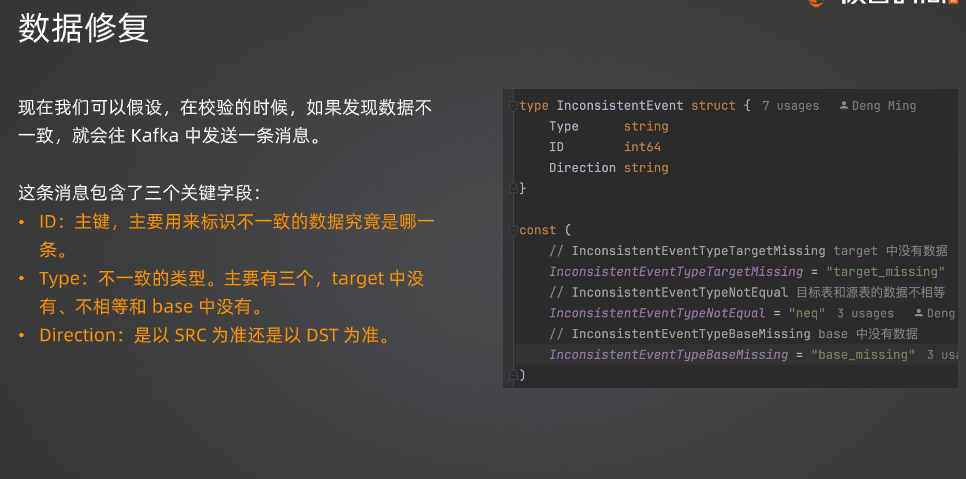 数据修复
现在我们可以假设，在校验的时候，如果发现数据不
一致，就会往 Kafka 中发送一条消息。
这条消息包含了三个关键字段：
• ID：主键，主要用来标识不一致的数据究竟是哪一
条。
• Type：不一致的类型。主要有三个，target 中没
有、不相等和 base 中没有。
• Direction：是以 SRC 为准还是以 DST 为准。
type InconsistentEvent struct { 7 usages Deng Ming
Type string
ID int64
Direction string
}
const (
// InconsistentEventTypeTargetMissing target 中没有数据
InconsistentEventTypeTargetMissing = "target_missing"
// InconsistentEventTypeNotEqual 目标表和源表的数据不相等
InconsistentEventTypeNotEqual = "neq" 3 usages Deng
// InconsistentEventTypeBaseMissing base 中没有数据
InconsistentEventTypeBaseMissing = "base_missing" 3 usa
)